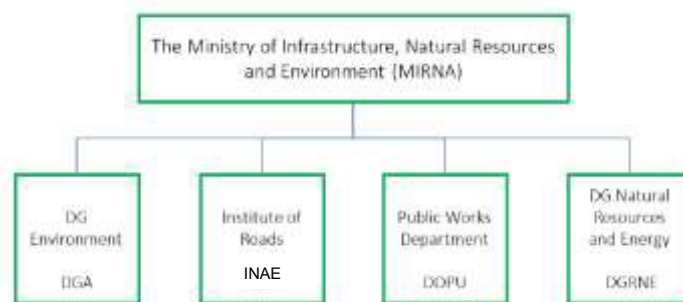 The Ministry of Infrastructure, Natural Resources
and Environment (MIRNA)
DG
Environment
DGA
Institute of
Roads
INAE
Public Works
Department
DOPU
DG Natural
Resources
and Energy
DGRNE